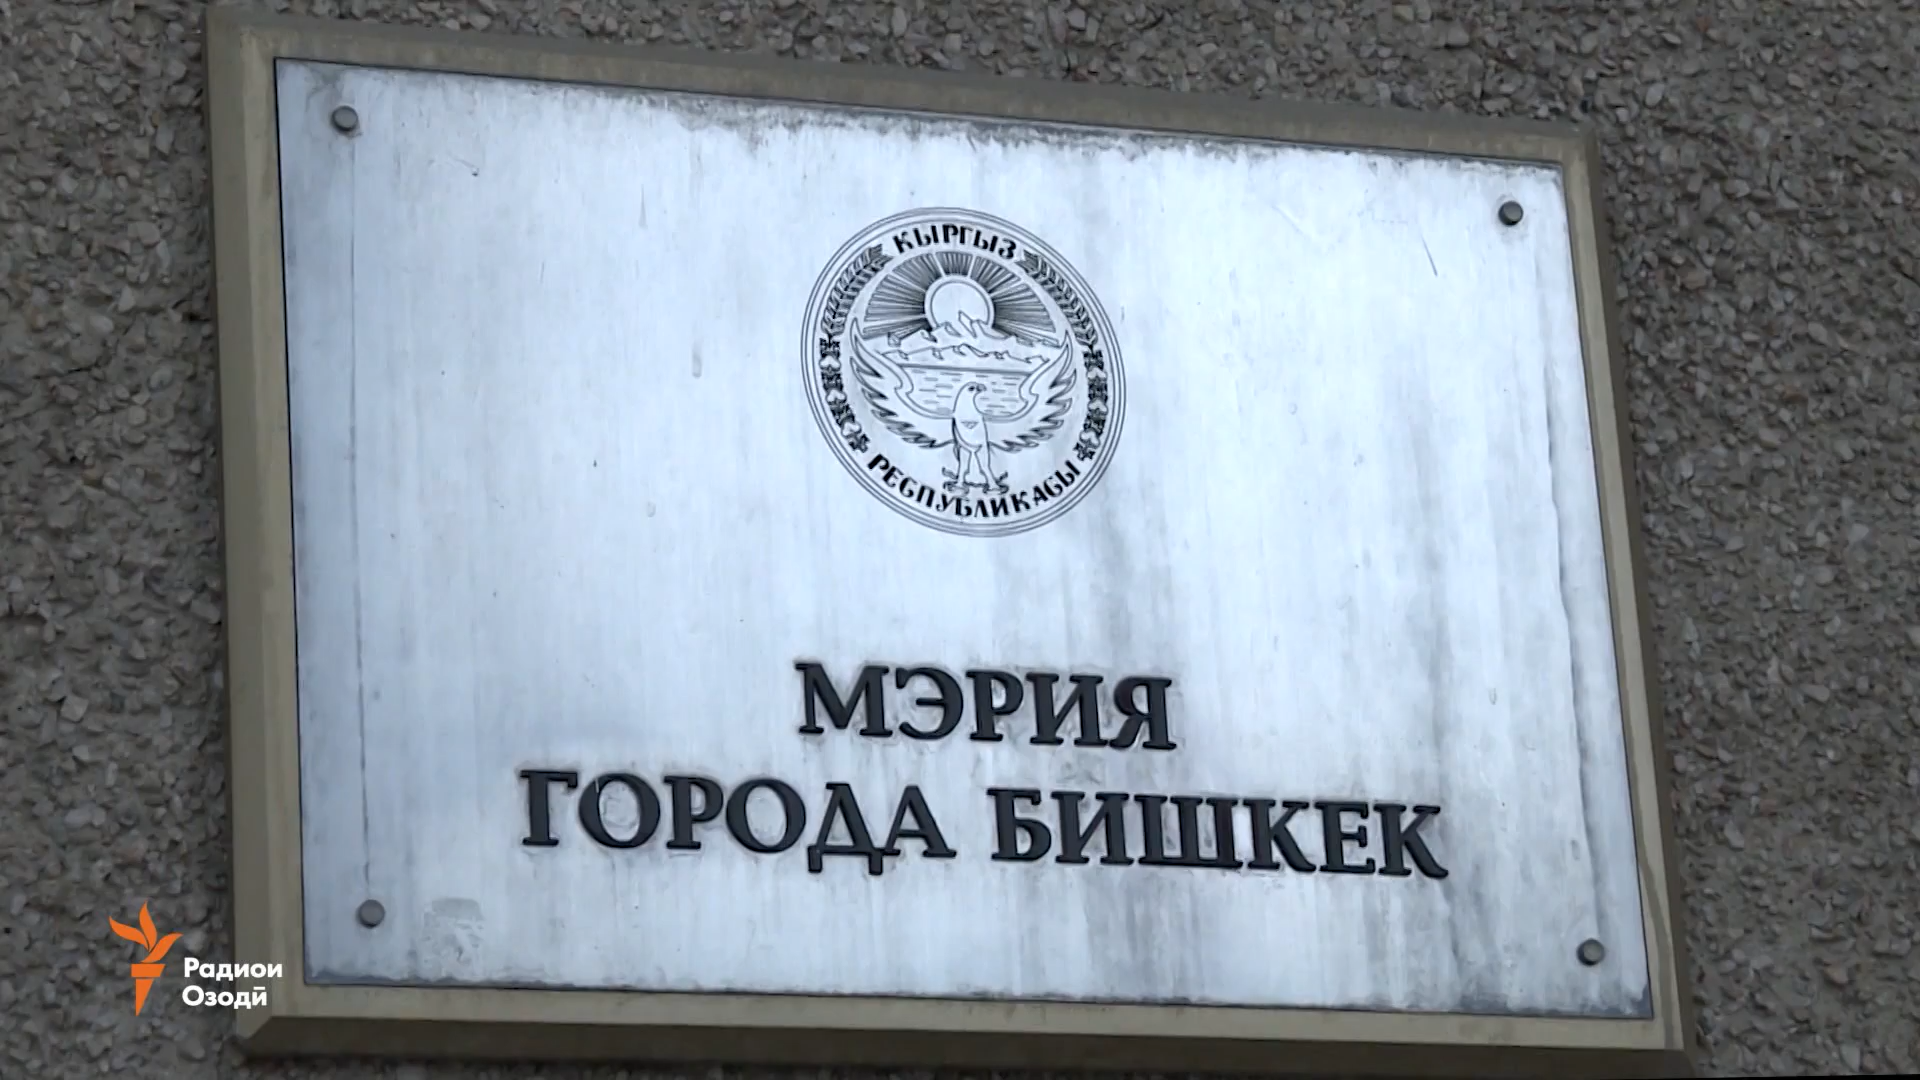 КЫРГЫЗ
РЕСПУБЛИКАСЫ
МЭРИЯ
ГОРОДА БИШКЕК
Радиои
Озодӣ